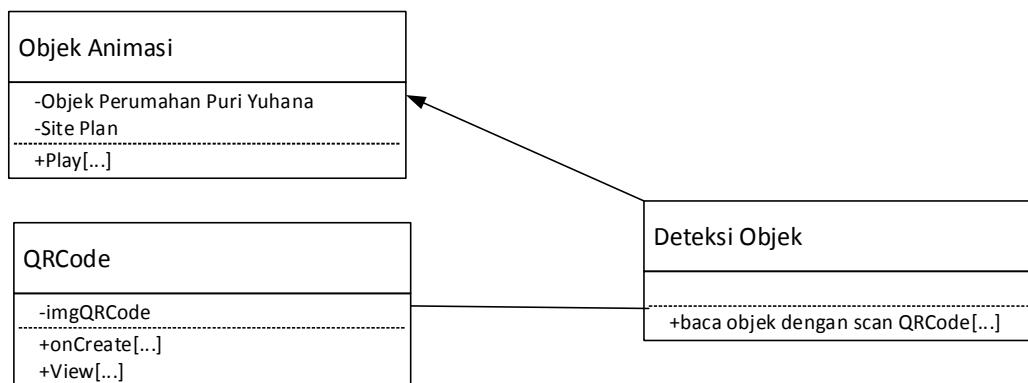 Objek Animasi
-Objek Perumahan Puri Yuhana
-Site Plan
+Play[...]
QRCode
-imgQRCode
+onCreate[...]
+View[...]
Deteksi Objek
+baca objek dengan scan QRCode[...]